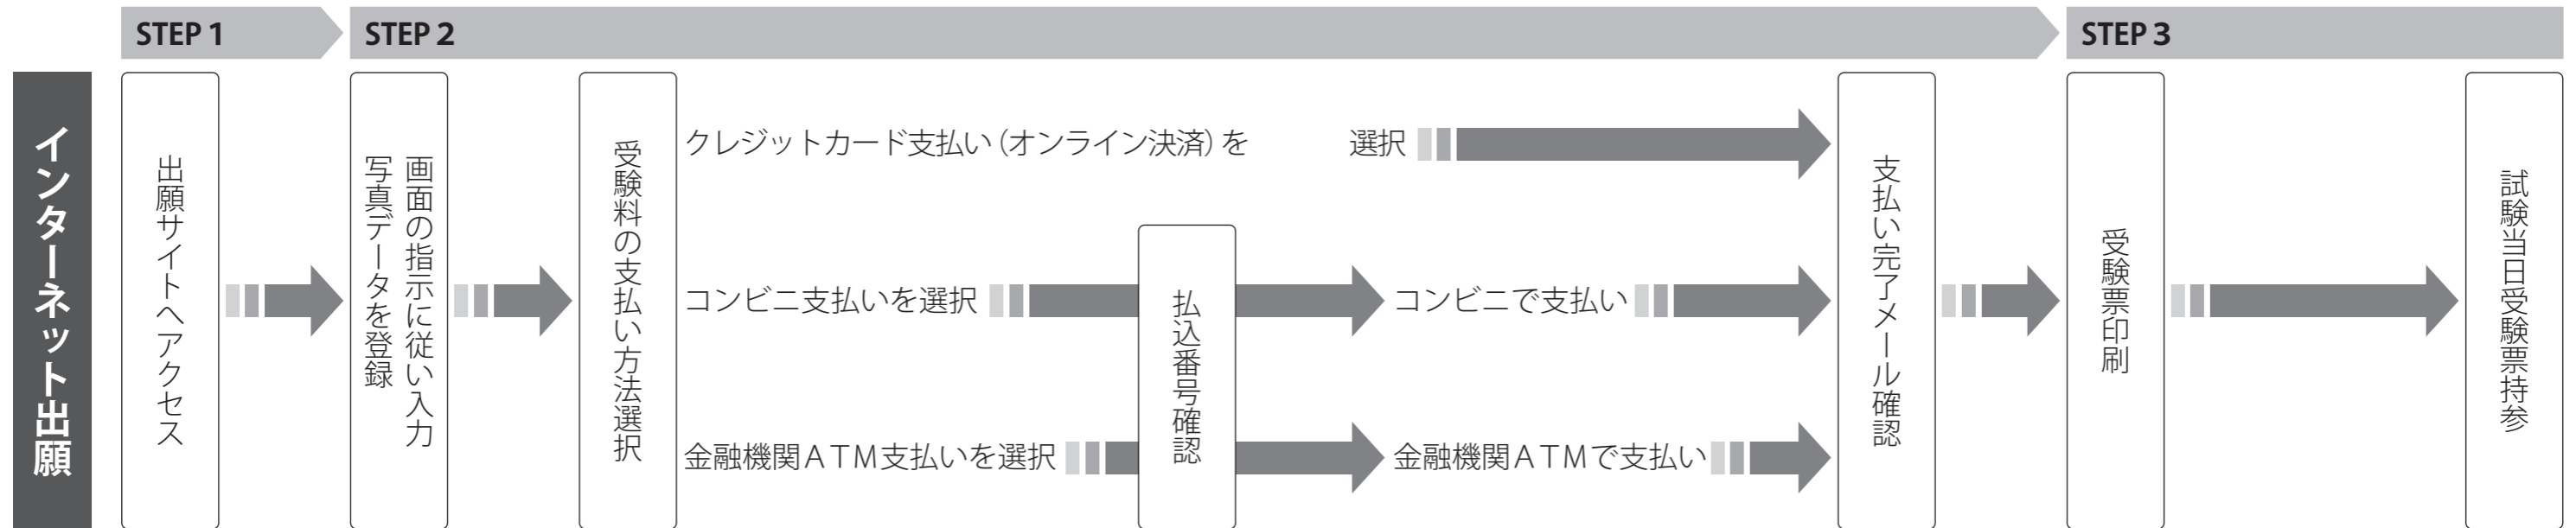 STEP 1
STEP 2
STEP 3
インターネット出願
出願サイトへアクセス
画面の指示に従い入力
写真データを登録
受験料の支払い方法選択
クレジットカード支払い（オンライン決済）を 選択
コンビニ支払いを選択
金融機関ＡＴＭ支払いを選択
払込番号確認
コンビニで支払い
金融機関ＡＴＭで支払い
支払い完了メール確認
受験票印刷
試験当日受験票持参